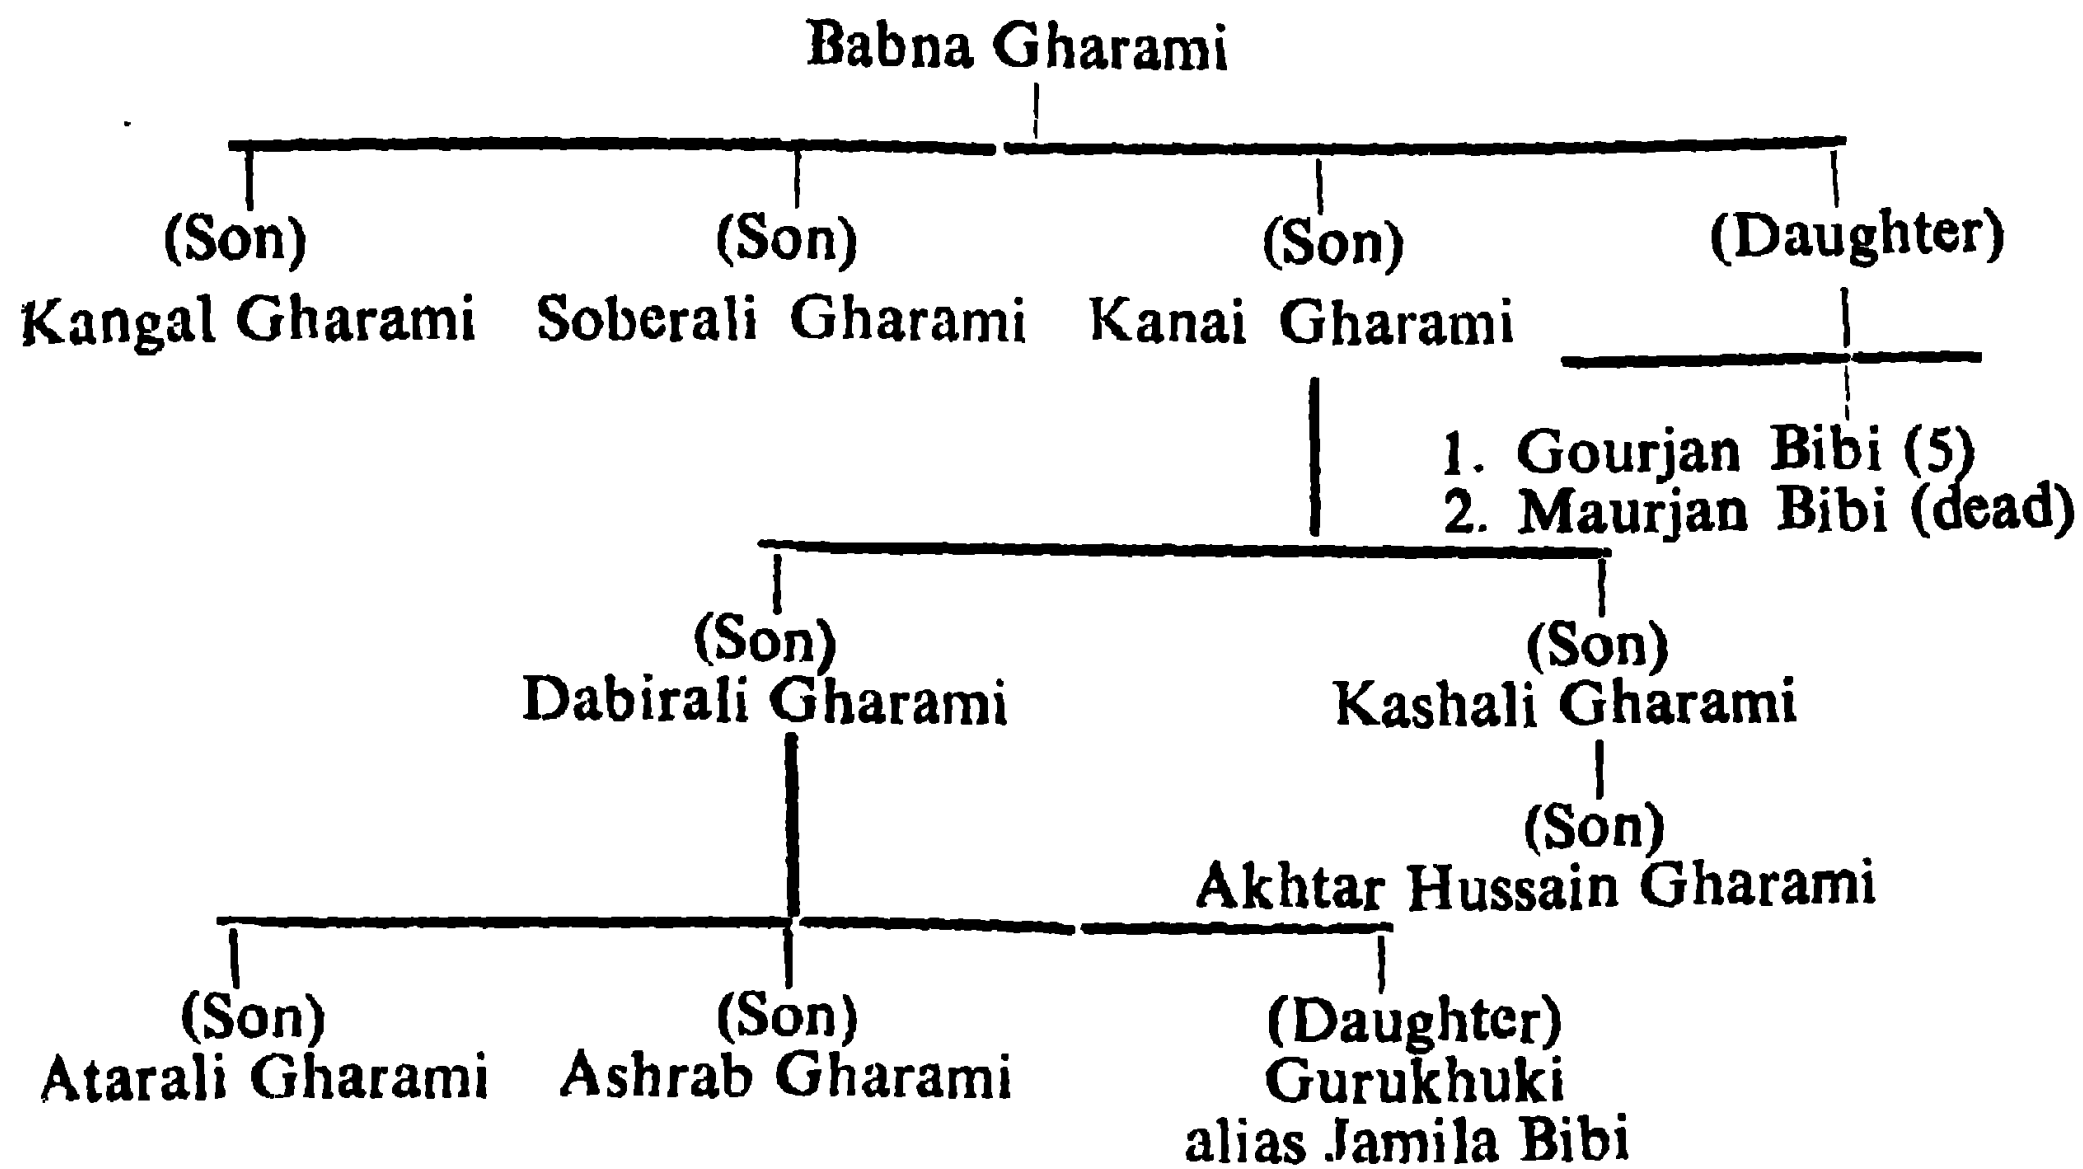 Babna Gharami
(Son) (Son) (Son) (Daughter)
Kangal Gharami Soberali Gharami Kanai Gharami
1. Gourjan Bibi (5)
2. Maurjan Bibi (dead)
(Son) (Son)
Dabirali Gharami Kashali Gharami
(Son)
Akhtar Hussain Gharami
(Son) (Son) (Daughter)
Atarali Gharami Ashrab Gharami Gurukhuki
alias Jamila Bibi